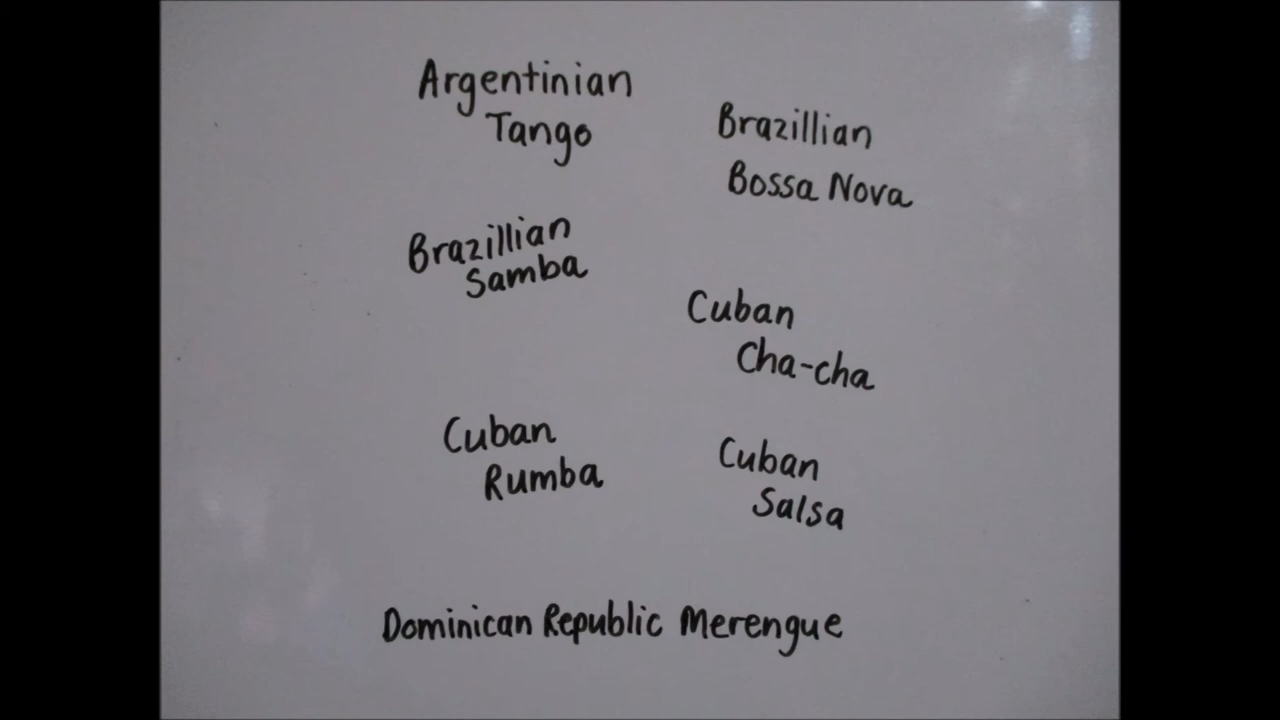 Argentinian
Tango
Brazillian
Bossa Nova
Brazillian
Samba
Cuban
Cha-cha
Cuban
Rumba
Cuban
Salsa
Dominican Republic Merengue